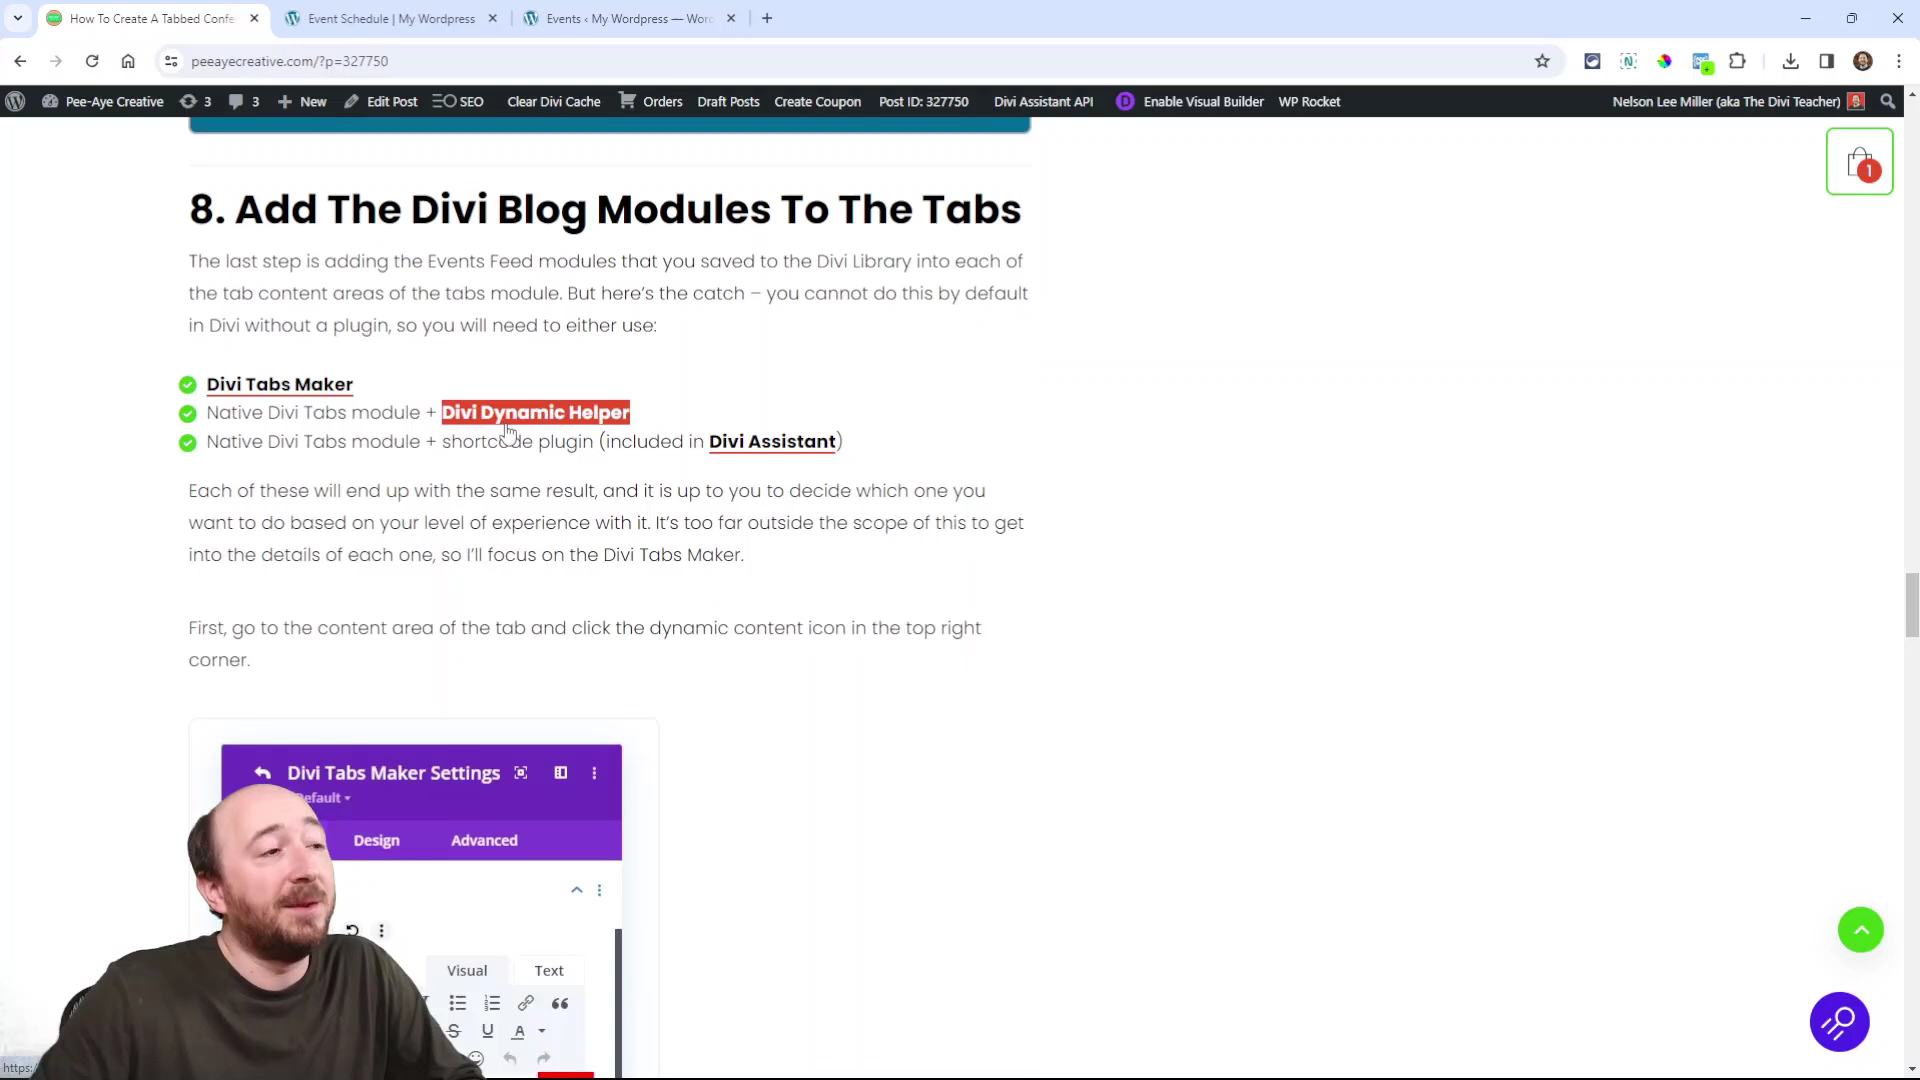 How To Create A Tabbed Confe
Event Schedule | My Wordpress
Events ‹ My Wordpress — Wor
peeayecreative.com/?p=327750
Pee-Aye Creative
3
3
New
Edit Post
SEO
Clear Divi Cache
Orders
Draft Posts
Create Coupon
Post ID: 327750
Divi Assistant API
D
Enable Visual Builder
WP Rocket
Nelson Lee Miller (aka The Divi Teacher)
1
8. Add The Divi Blog Modules To The Tabs
The last step is adding the Events Feed modules that you saved to the Divi Library into each of
the tab content areas of the tabs module. But here's the catch – you cannot do this by default
in Divi without a plugin, so you will need to either use:
Divi Tabs Maker
Native Divi Tabs module + Divi Dynamic Helper
Native Divi Tabs module + shortcode plugin (included in Divi Assistant)
Each of these will end up with the same result, and it is up to you to decide which one you
want to do based on your level of experience with it. It's too far outside the scope of this to get
into the details of each one, so I'll focus on the Divi Tabs Maker.
First, go to the content area of the tab and click the dynamic content icon in the top right
corner.
Divi Tabs Maker Settings
Default
Design
Advanced
Visual
Text
https:/